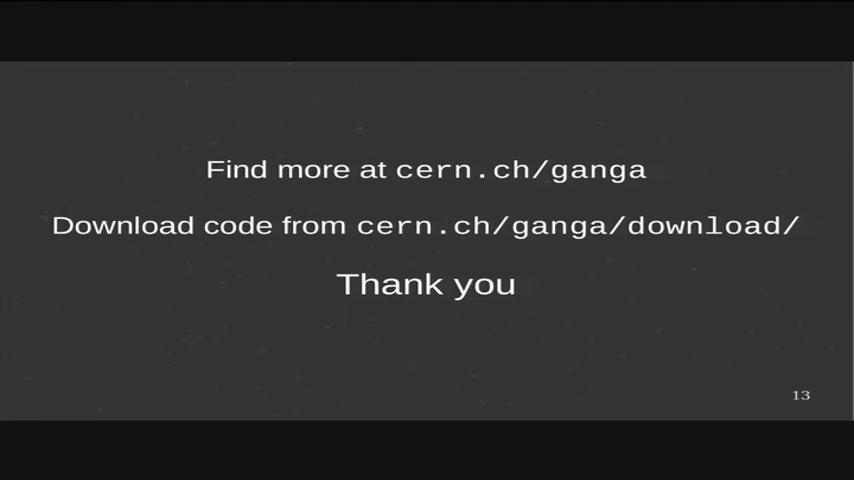 Find more at cern.ch/ganga
Download code from cern.ch/ganga/download/
Thank you
13